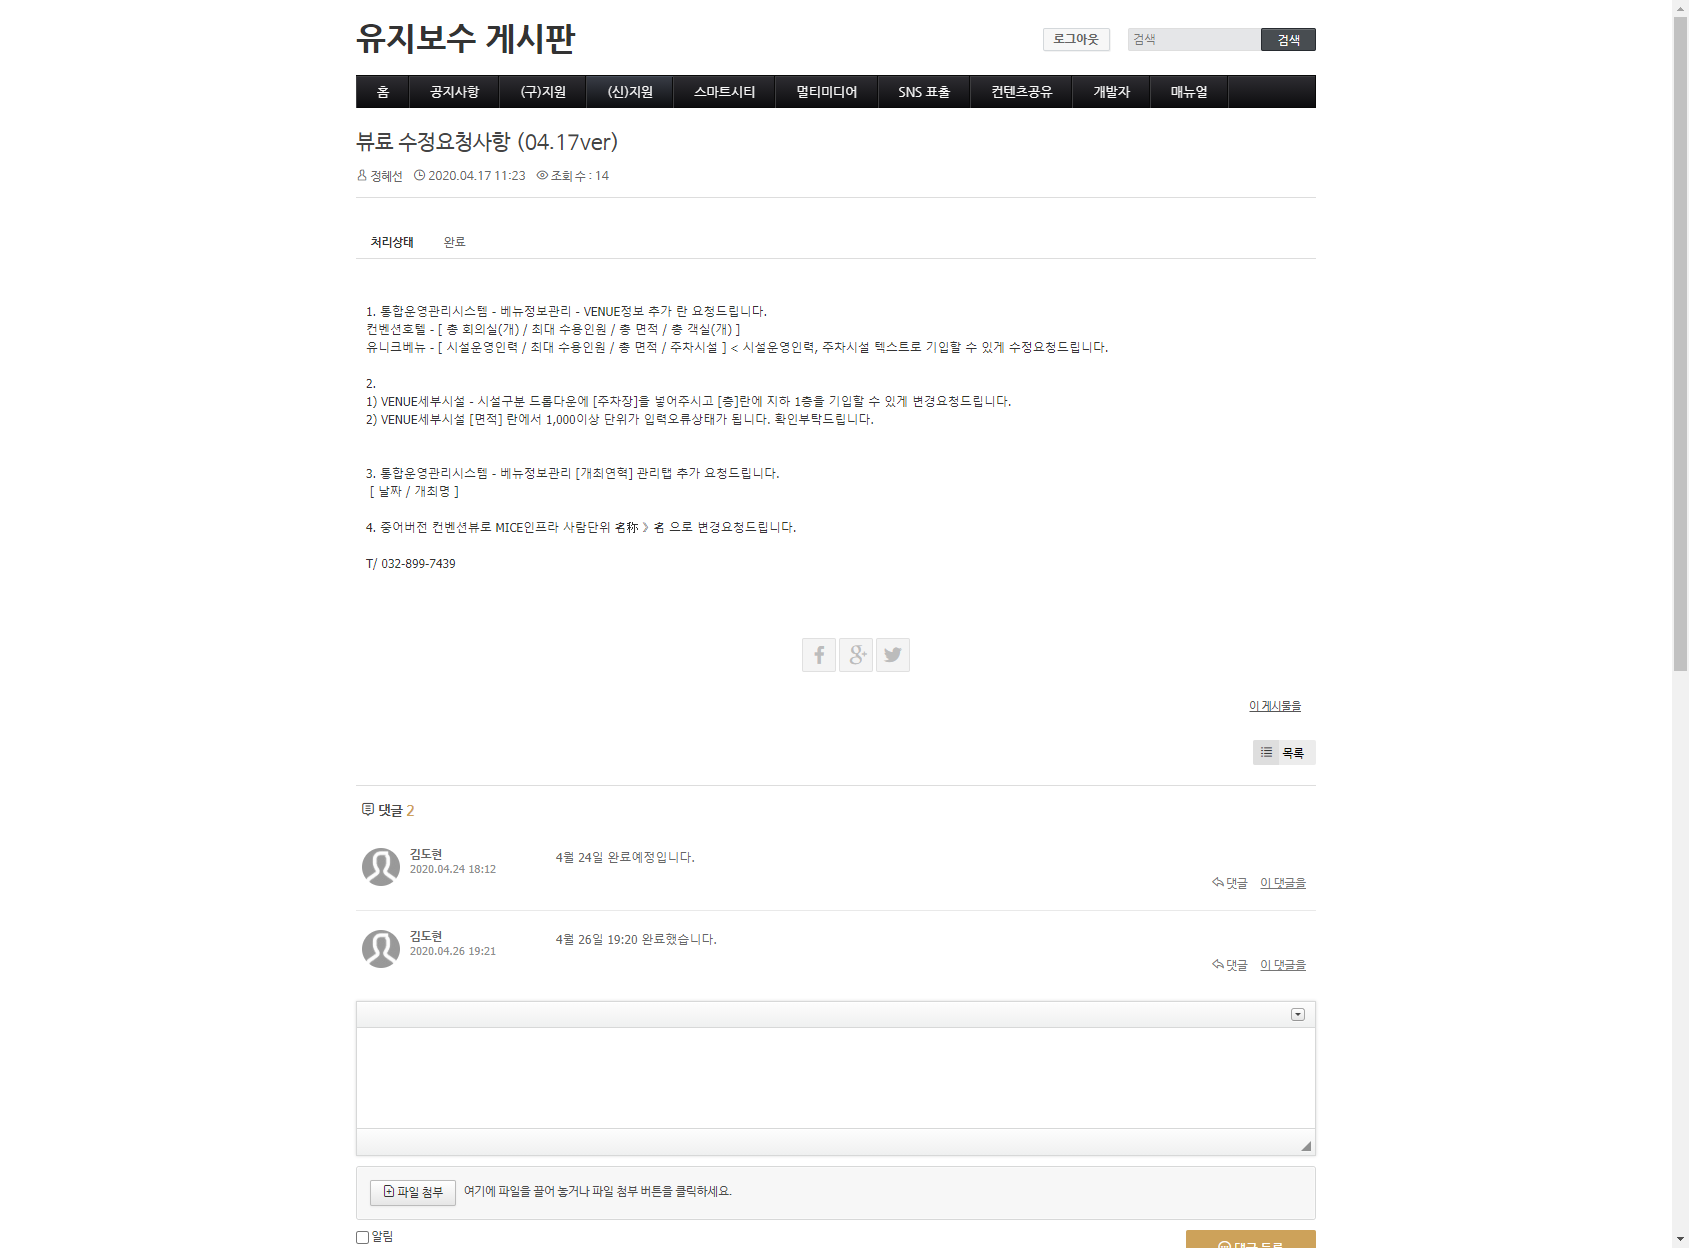 유지보수 게시판
로그아웃
검색
검색
홈 공지사항 (구)지원 (신)지원 스마트시티 멀티미디어 SNS 표출 컨텐츠공유 개발자 매뉴얼
뷰료 수정요청사항 (04.17ver)
정혜선 2020.04.17 11:23 조회 수 : 14
처리상태 완료
1. 통합운영관리시스템 - 베뉴정보관리 - VENUE정보 추가 란 요청드립니다.
컨벤션호텔 - [ 총 회의실(개) / 최대 수용인원 / 총 면적 / 총 객실(개) ]
유니크베뉴 - [ 시설운영인력 / 최대 수용인원 / 총 면적 / 주차시설 ] < 시설운영인력, 주차시설 텍스트로 기입할 수 있게 수정요청드립니다.
2.
1) VENUE세부시설 - 시설구분 드롭다운에 [주차장]을 넣어주시고 [층]란에 지하 1층을 기입할 수 있게 변경요청드립니다.
2) VENUE세부시설 [면적] 란에서 1,000이상 단위가 입력오류상태가 됩니다. 확인부탁드립니다.
3. 통합운영관리시스템 - 베뉴정보관리 [개최연혁] 관리탭 추가 요청드립니다.
[ 날짜 / 개최명 ]
4. 중어버전 컨벤션뷰로 MICE인프라 사람단위 名称 》 名 으로 변경요청드립니다.
T/ 032-899-7439
이 게시물을
목록
댓글 2
김도현
2020.04.24 18:12
4월 24일 완료예정입니다.
댓글 이 댓글을
김도현
2020.04.26 19:21
4월 26일 19:20 완료했습니다.
댓글 이 댓글을
파일 첨부 여기에 파일을 끌어 놓거나 파일 첨부 버튼을 클릭하세요.
알림
댓글 등록